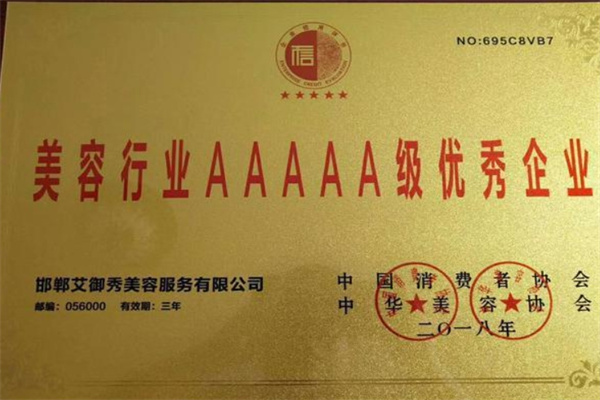 信
NO:695C8VB7
美容行业AAAAA级优秀企业
邯郸艾御秀美容服务有限公司
邮编：056000 有效期：三年
中国消费者协会
中华美容协会
二〇一八年